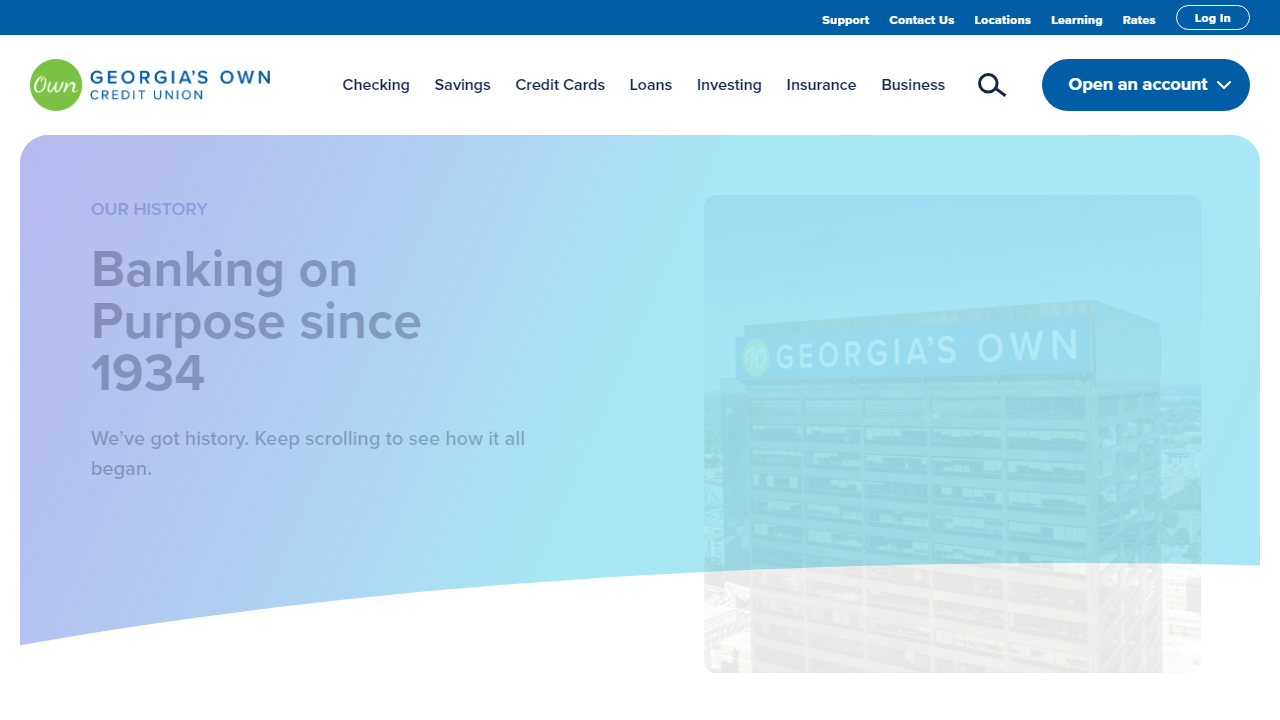 Support Contact Us Locations Learning Rates Log In
Own GEORGIA'S OWN
CREDIT UNION
Checking Savings Credit Cards Loans Investing Insurance Business Open an account
OUR HISTORY
Banking on
Purpose since
1934
We've got history. Keep scrolling to see how it all
began.
GEORGIA'S OWN